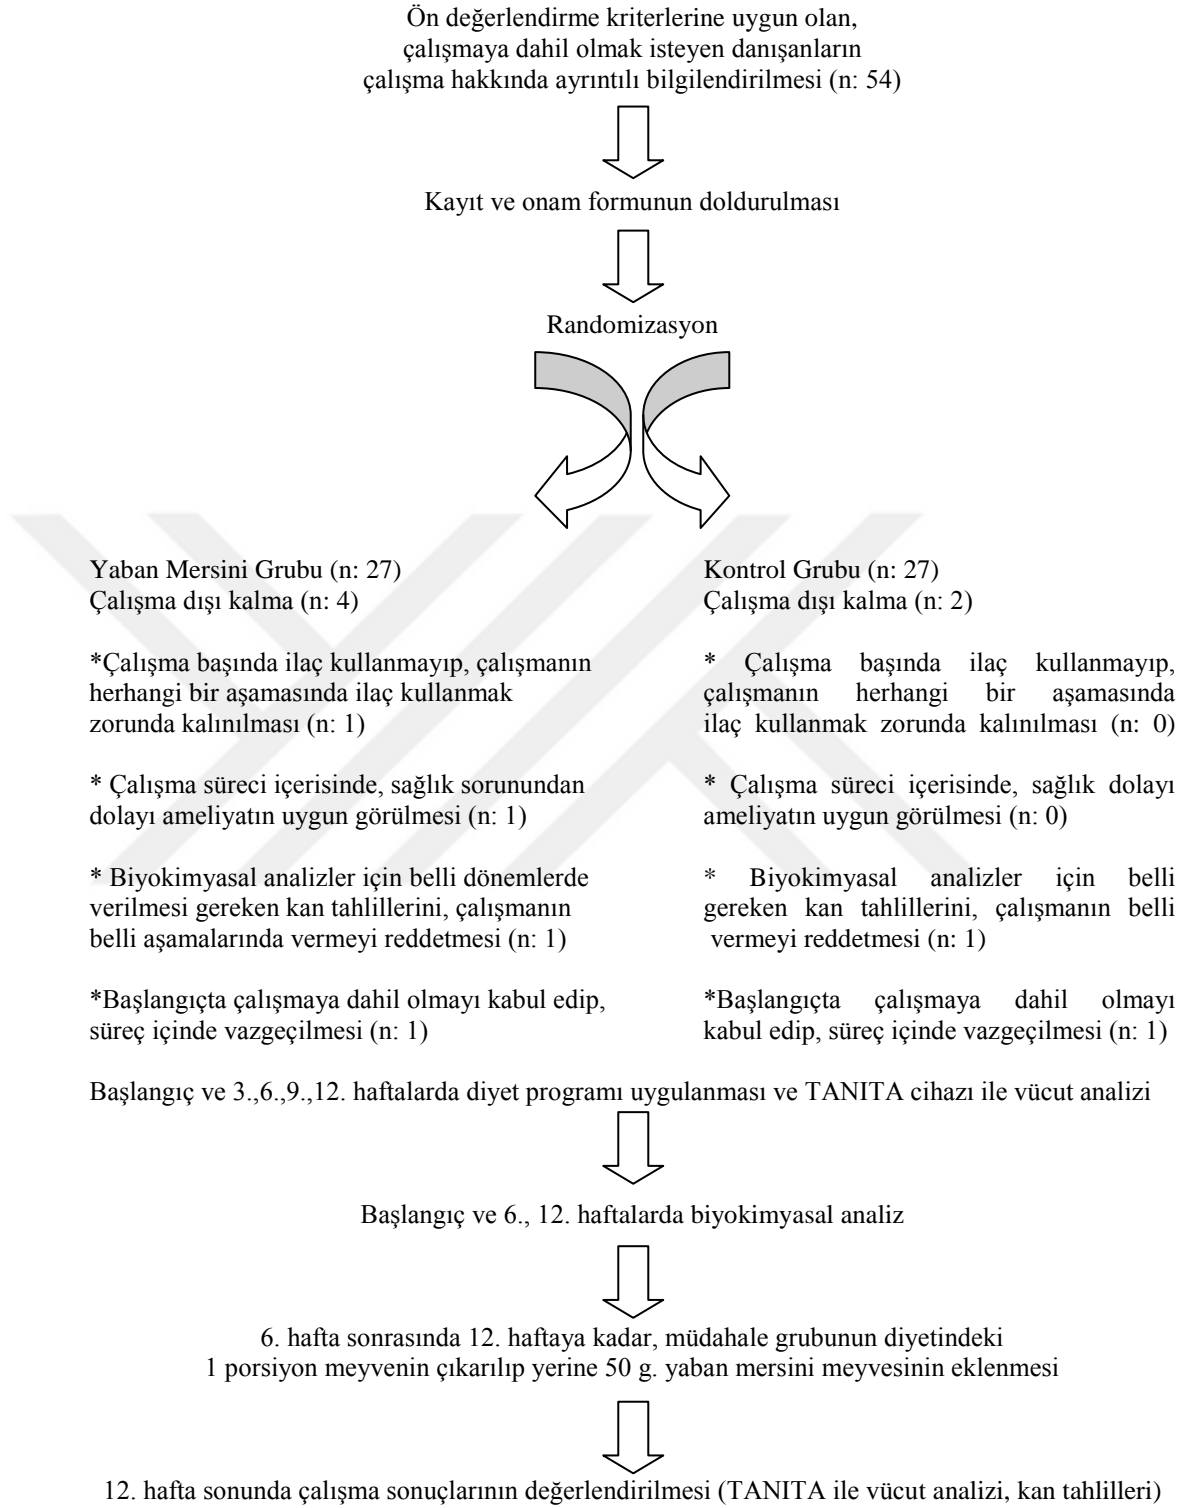 Ön değerlendirme kriterlerine uygun olan,
çalışmaya dahil olmak isteyen danışanların
çalışma hakkında ayrıntılı bilgilendirilmesi (n: 54)
Kayıt ve onam formunun doldurulması
Randomizasyon
Yaban Mersini Grubu (n: 27)
Çalışma dışı kalma (n: 4)
*Çalışma başında ilaç kullanmayıp, çalışmanın
herhangi bir aşamasında ilaç kullanmak
zorunda kalınılması (n: 1)
* Çalışma süreci içerisinde, sağlık sorunundan
dolayı ameliyatın uygun görülmesi (n: 1)
* Biyokimyasal analizler için belli dönemlerde
verilmesi gereken kan tahlillerini, çalışmanın
belli aşamalarında vermeyi reddetmesi (n: 1)
*Başlangıçta çalışmaya dahil olmayı kabul edip,
süreç içinde vazgeçilmesi (n: 1)
Kontrol Grubu (n: 27)
Çalışma dışı kalma (n: 2)
* Çalışma başında ilaç kullanmayıp,
çalışmanın herhangi bir aşamasında
ilaç kullanmak zorunda kalınılması (n: 0)
* Çalışma süreci içerisinde, sağlık dolayı
ameliyatın uygun görülmesi (n: 0)
* Biyokimyasal analizler için belli
gereken kan tahlillerini, çalışmanın belli
vermeyi reddetmesi (n: 1)
*Başlangıçta çalışmaya dahil olmayı
kabul edip, süreç içinde vazgeçilmesi (n: 1)
Başlangıç ve 3.,6.,9.,12. haftalarda diyet programı uygulanması ve TANITA cihazı ile vücut analizi
Başlangıç ve 6., 12. haftalarda biyokimyasal analiz
6. hafta sonrasında 12. haftaya kadar, müdahale grubunun diyetindeki
1 porsiyon meyvenin çıkarılıp yerine 50 g. yaban mersini meyvesinin eklenmesi
12. hafta sonunda çalışma sonuçlarının değerlendirilmesi (TANITA ile vücut analizi, kan tahlilleri)